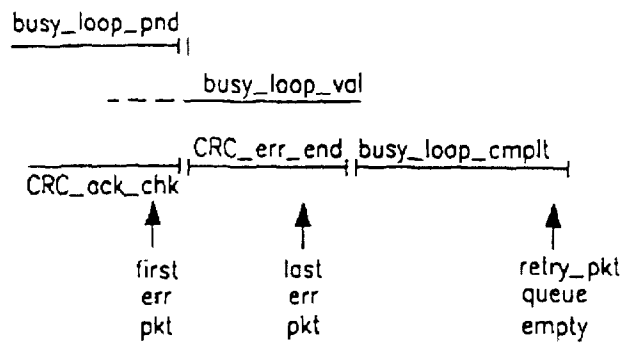 busy_loop_pnd
busy_loop_val
CRC_err_end busy_loop_cmplt
CRC_ack_chk
first last retry_pkt
err err queue
pkt pkt empty